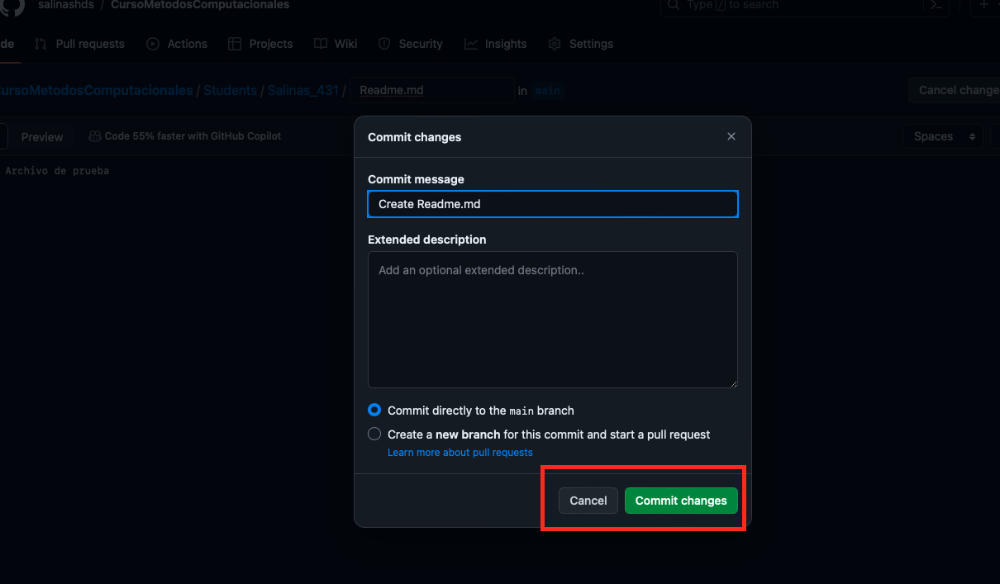 salinashds / CursoMetodosComputacionales
Type / to search
de Pull requests Actions Projects Wiki Security Insights Settings
ursoMetodosComputacionales / Students / Salinas_431 / Readme.md in main
Cancel change
Preview Code 55% faster with GitHub Copilot
Spaces
Archivo de prueba
Commit changes
Commit message
Create Readme.md
Extended description
Add an optional extended description..
Commit directly to the main branch
Create a new branch for this commit and start a pull request
Learn more about pull requests
Cancel Commit changes